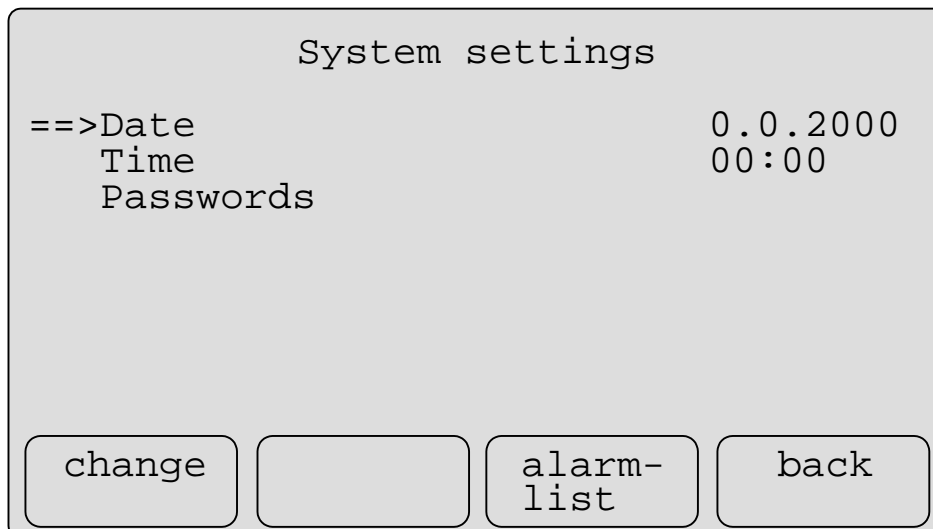 System settings
==>Date 0.0.2000
Time 00:00
Passwords
change alarm- back
list